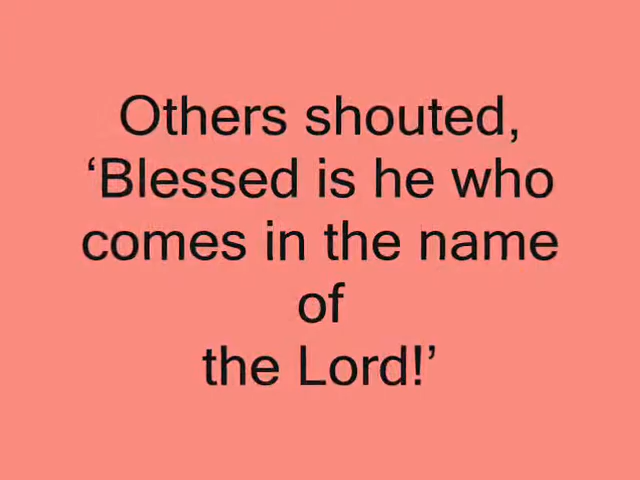 Others shouted,
‘Blessed is he who
comes in the name
of
the Lord!’